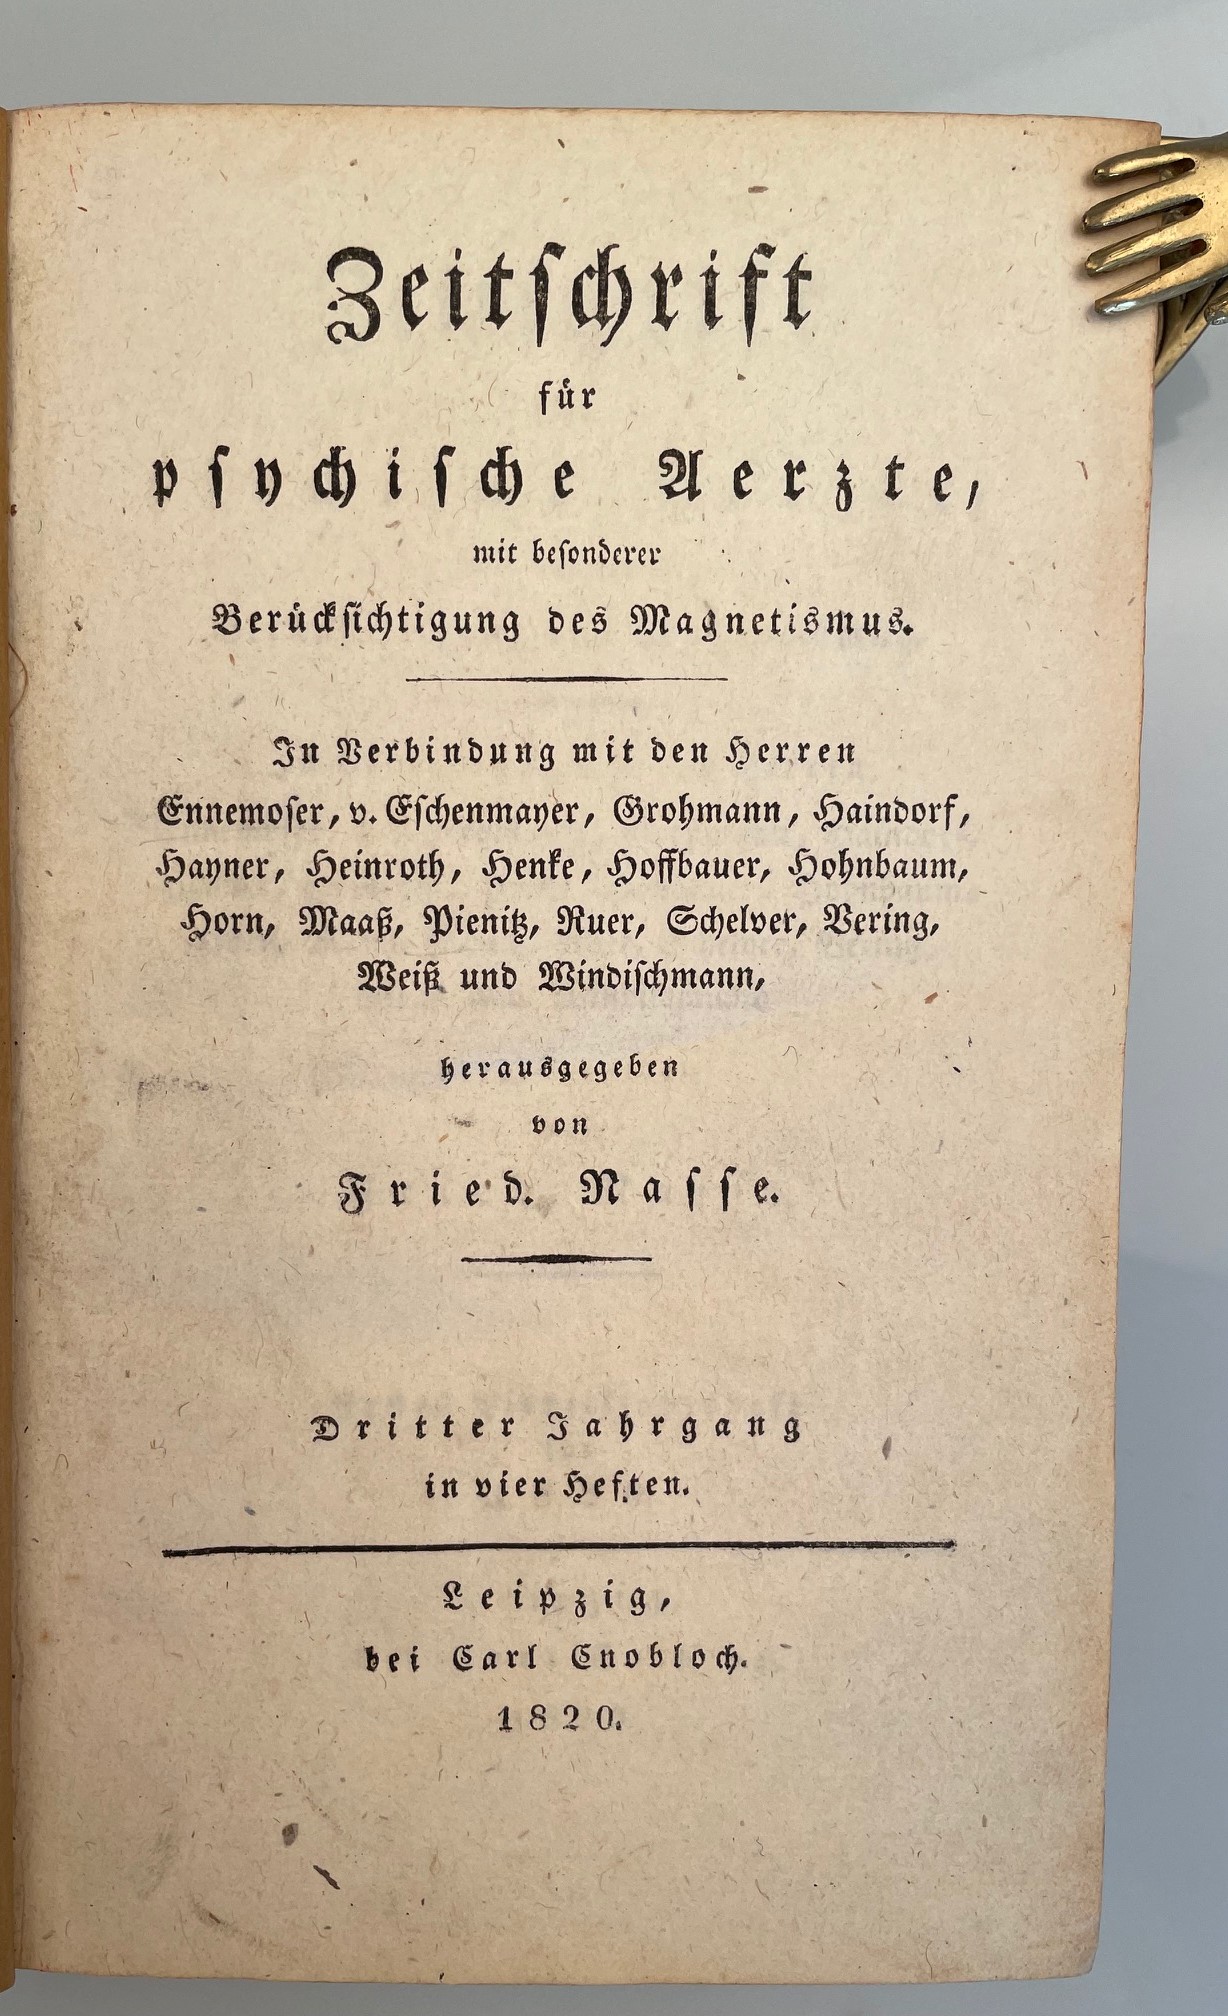 Zeitschrift
für
psychische Aerzte,
mit besonderer
Berücksichtigung des Magnetismus.
In Verbindung mit den Herren
Ennemoser, v. Eschenmayer, Grohmann, Haindorf,
Hayner, Heinroth, Henke, Hoffbauer, Hohnbaum,
Horn, Maaß, Pienitz, Ruer, Schelver, Vering,
Weiß und Windischmann,
herausgegeben
von
Fried. Nasse.
Dritter Jahrgang
in vier Heften.
Leipzig,
bei Carl Cnobloch.
1820.